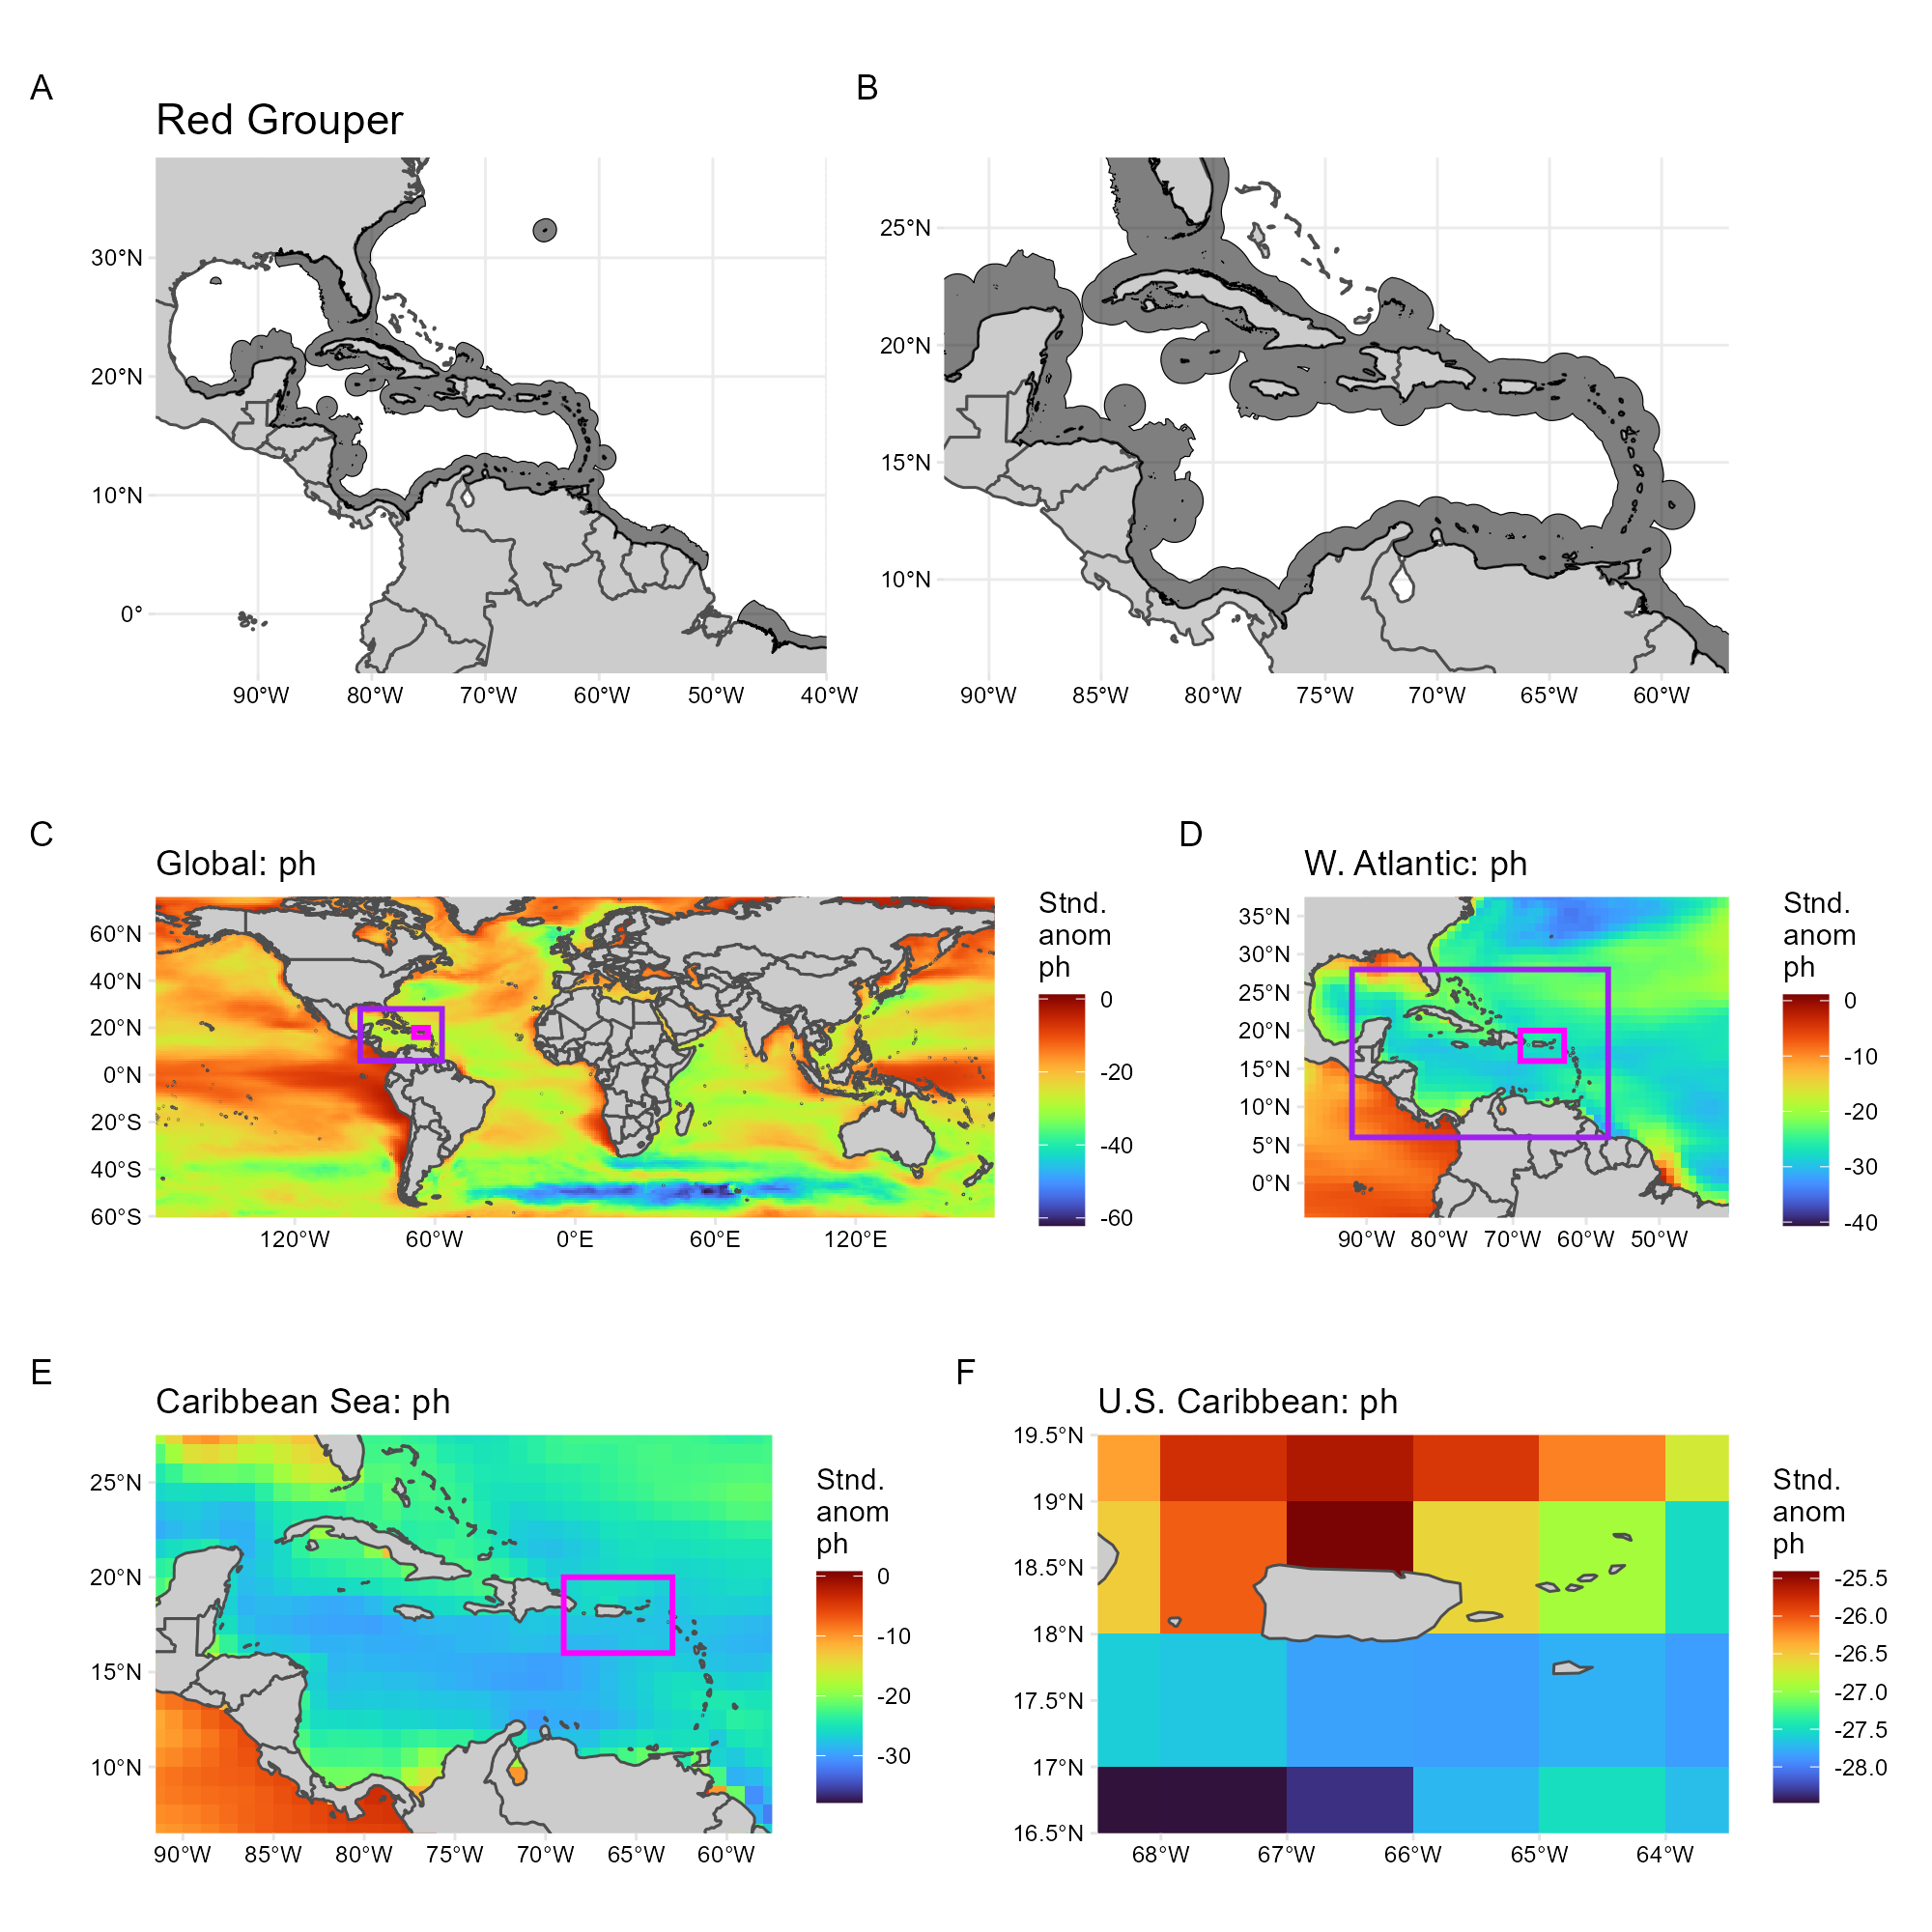 A
B
Red Grouper
30°N
20°N
10°N
0°
90°W 80°W 70°W 60°W 50°W 40°W
25°N
20°N
15°N
10°N
90°W 85°W 80°W 75°W 70°W 65°W 60°W
C
Global: ph
60°N
40°N
20°N
0°N
20°S
40°S
60°S
120°W 60°W 0°E 60°E 120°E
Stnd.
anom
ph
0
-20
-40
-60
D
W. Atlantic: ph
35°N
30°N
25°N
20°N
15°N
10°N
5°N
0°N
90°W 80°W 70°W 60°W 50°W
Stnd.
anom
ph
0
-10
-20
-30
-40
E
Caribbean Sea: ph
25°N
20°N
15°N
10°N
90°W 85°W 80°W 75°W 70°W 65°W 60°W
Stnd.
anom
ph
0
-10
-20
-30
F
U.S. Caribbean: ph
19.5°N
19°N
18.5°N
18°N
17.5°N
17°N
16.5°N
68°W 67°W 66°W 65°W 64°W
Stnd.
anom
ph
-25.5
-26.0
-26.5
-27.0
-27.5
-28.0